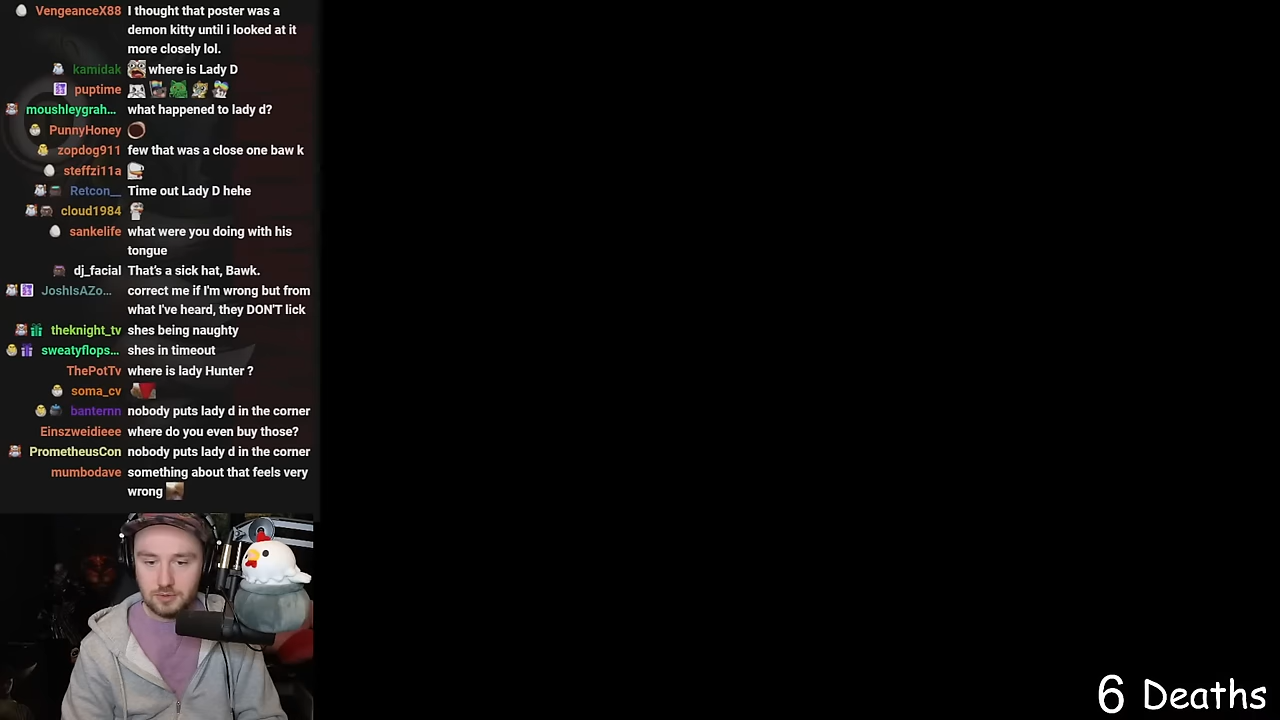 VengeanceX88 I thought that poster was a
demon kitty until i looked at it
more closely lol.
kamidak where is Lady D
puptime
moushleygrah... what happened to lady d?
PunnyHoney
zopdog911 few that was a close one baw k
steffzi11a
Retcon__ Time out Lady D hehe
cloud1984
sankelife what were you doing with his
tongue
dj_facial That's a sick hat, Bawk.
JoshIsAZo... correct me if I'm wrong but from
what I've heard, they DON'T lick
theknight_tv shes being naughty
sweatyflops... shes in timeout
ThePotTv where is lady Hunter ?
soma_cv
banternn nobody puts lady d in the corner
Einszweidieee where do you even buy those?
PrometheusCon nobody puts lady d in the corner
mumbodave something about that feels very
wrong
6 Deaths